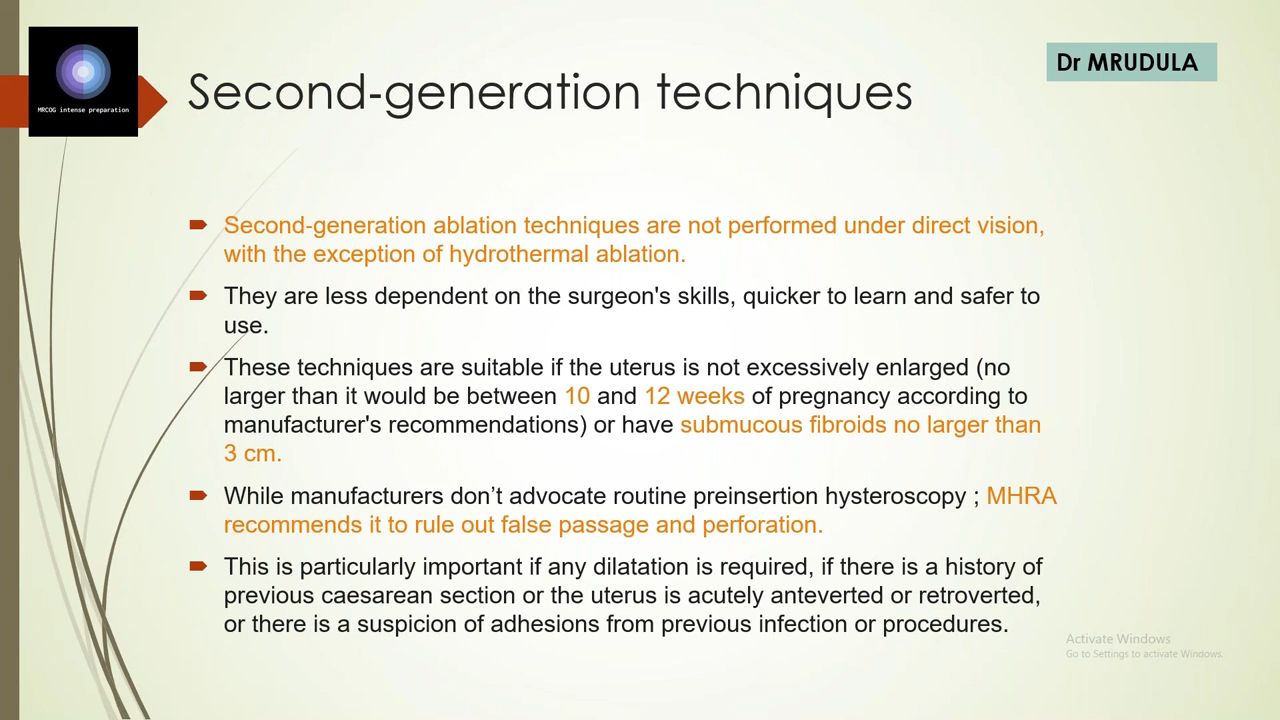 MRCOG intense preparation
Dr MRUDULA
Second-generation techniques
Second-generation ablation techniques are not performed under direct vision,
with the exception of hydrothermal ablation.
They are less dependent on the surgeon's skills, quicker to learn and safer to
use.
These techniques are suitable if the uterus is not excessively enlarged (no
larger than it would be between 10 and 12 weeks of pregnancy according to
manufacturer's recommendations) or have submucous fibroids no larger than
3 cm.
While manufacturers don’t advocate routine preinsertion hysteroscopy ; MHRA
recommends it to rule out false passage and perforation.
This is particularly important if any dilatation is required, if there is a history of
previous caesarean section or the uterus is acutely anteverted or retroverted,
or there is a suspicion of adhesions from previous infection or procedures.
Activate Windows
Go to Settings to activate Windows.